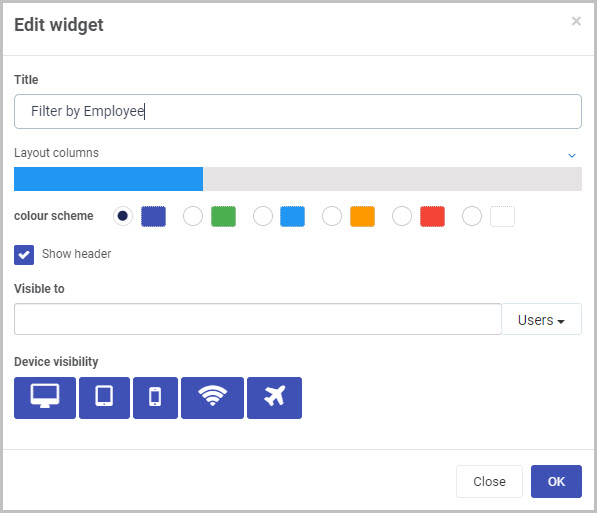 Edit widget
×
Title
Filter by Employee
Layout columns
colour scheme
Show header
Visible to
Users
Device visibility
Close
OK